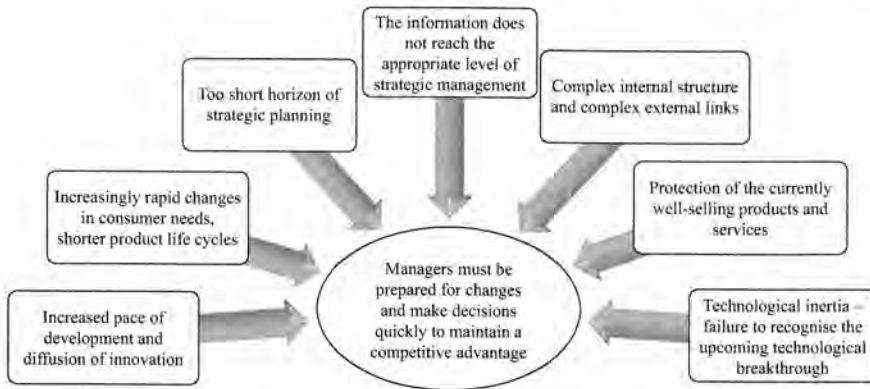 The information does
not reach the
appropriate level of
strategic management
Too short horizon of
strategic planning
Complex internal structure
and complex external links
Increasingly rapid changes
in consumer needs,
shorter product life cycles
Protection of the currently
well-selling products and
services
Managers must be
prepared for changes
and make decisions
quickly to maintain a
competitive advantage
Increased pace of
development and
diffusion of innovation
Technological inertia –
failure to recognise the
upcoming technological
breakthrough